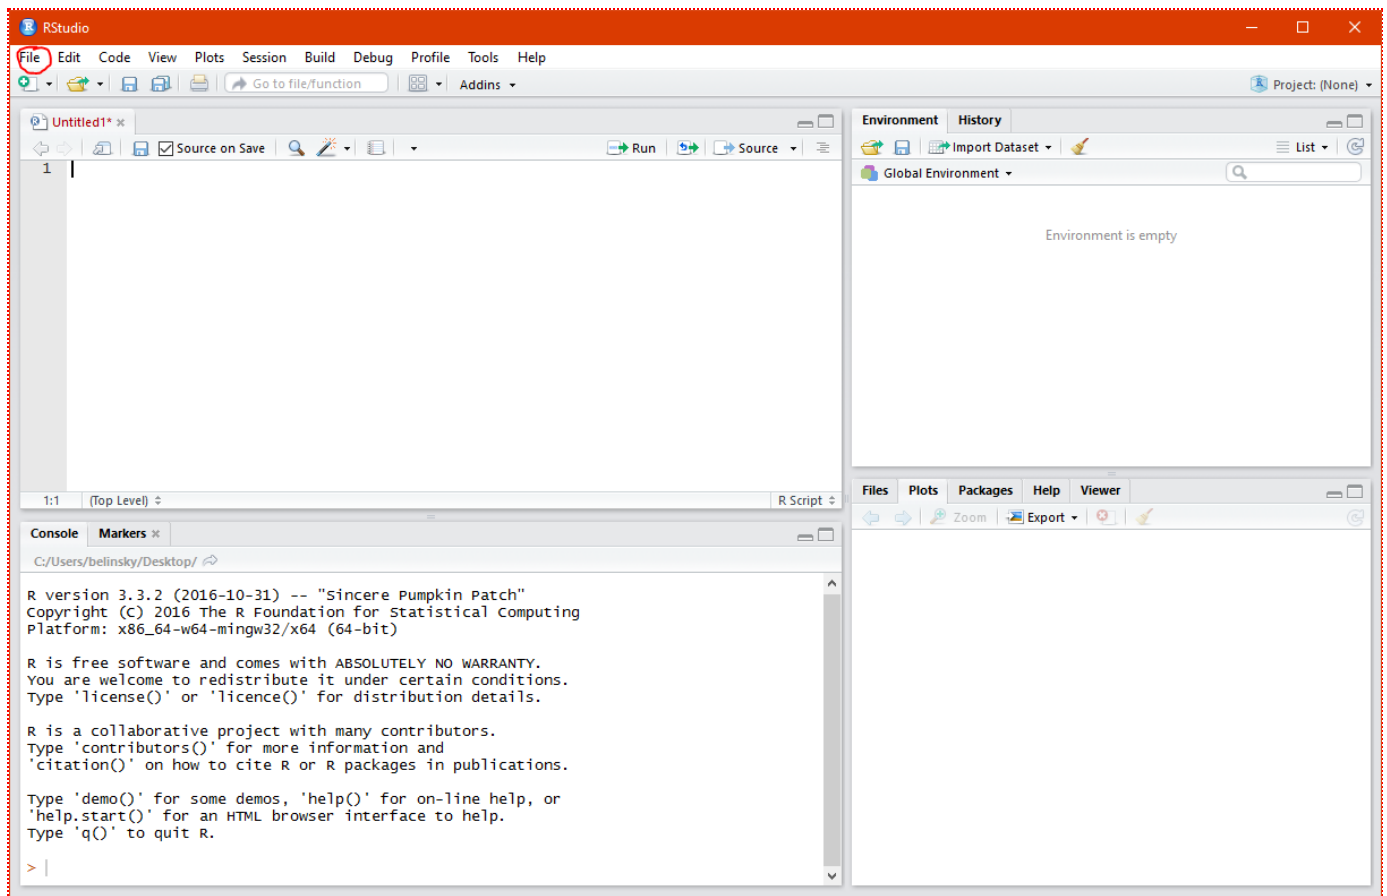 RStudio
File Edit Code View Plots Session Build Debug Profile Tools Help
Go to file/function Addins Project: (None)
Untitled1*
Source on Save Run Source
1
1:1 (Top Level) R Script
Console Markers
C:/Users/belinsky/Desktop/
R version 3.3.2 (2016-10-31) -- "Sincere Pumpkin Patch"
Copyright (C) 2016 The R Foundation for Statistical Computing
Platform: x86_64-w64-mingw32/x64 (64-bit)
R is free software and comes with ABSOLUTELY NO WARRANTY.
You are welcome to redistribute it under certain conditions.
Type 'license()' or 'licence()' for distribution details.
R is a collaborative project with many contributors.
Type 'contributors()' for more information and
'citation()' on how to cite R or R packages in publications.
Type 'demo()' for some demos, 'help()' for on-line help, or
'help.start()' for an HTML browser interface to help.
Type 'q()' to quit R.
>
Environment History
Import Dataset List
Global Environment
Environment is empty
Files Plots Packages Help Viewer
Zoom Export